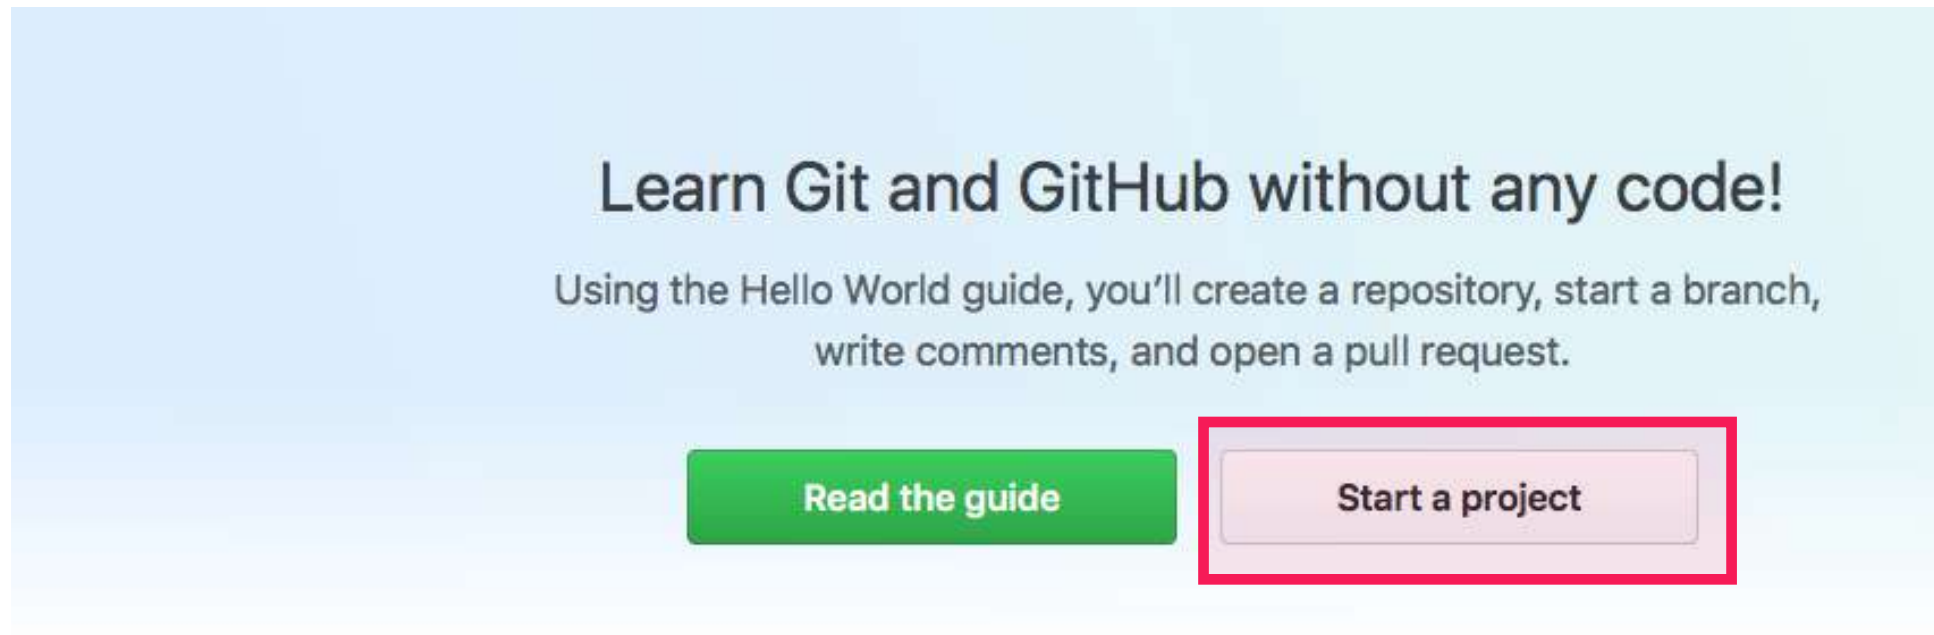 Learn Git and GitHub without any code!
Using the Hello World guide, you’ll create a repository, start a branch,
write comments, and open a pull request.
Read the guide
Start a project